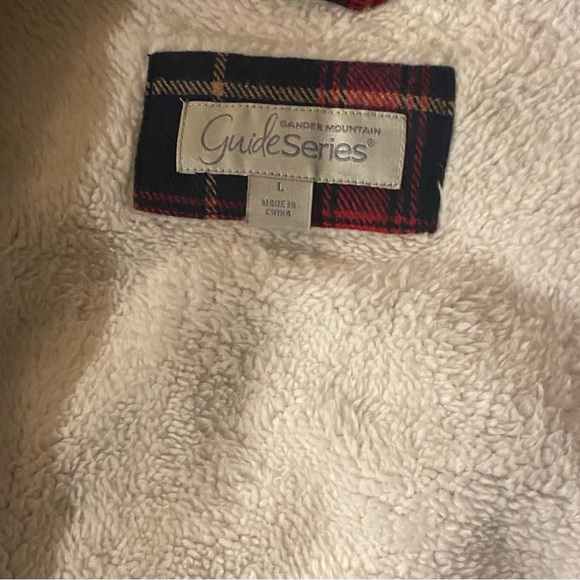 GANDER MOUNTAIN
GuideSeries®
L
MADE IN
CHINA